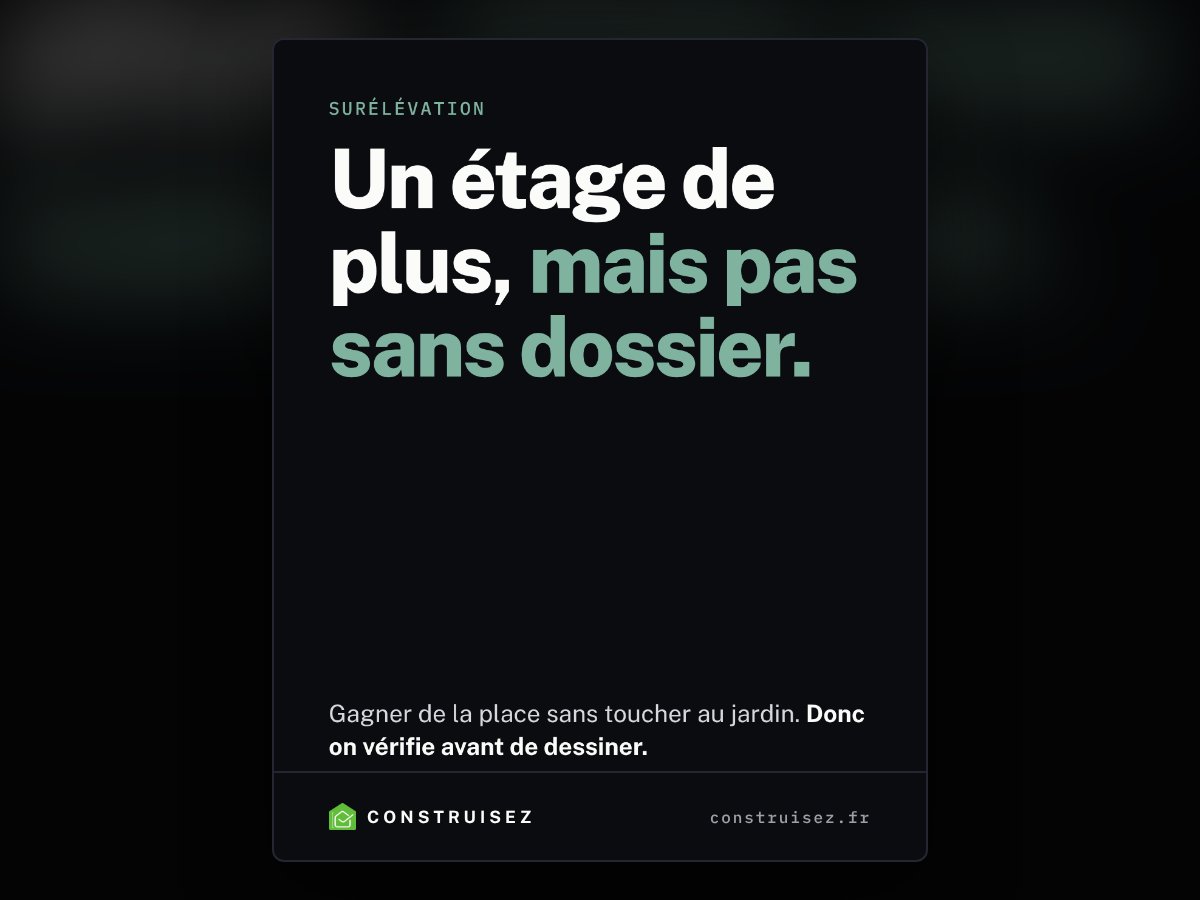 SURÉLÉVATION
Un étage de
plus, mais pas
sans dossier.
Gagner de la place sans toucher au jardin. Donc
on vérifie avant de dessiner.
CONSTRUISEZ
construisez.fr